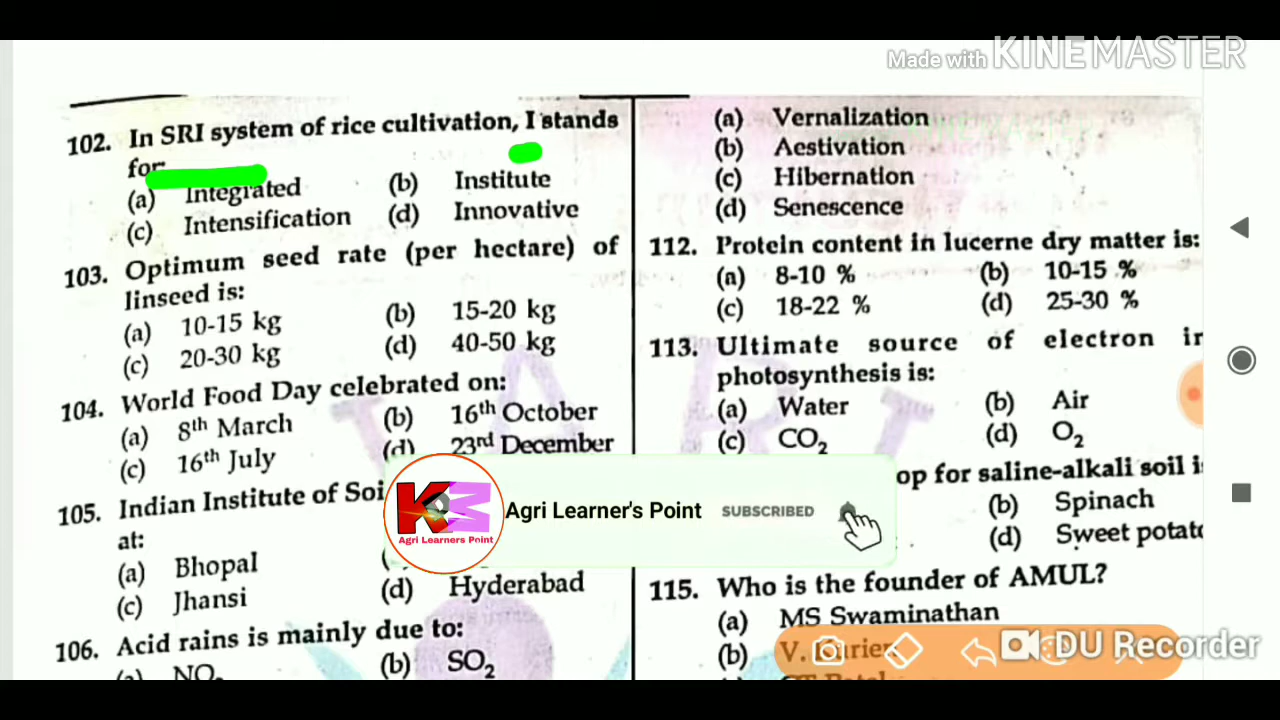 Made with KINEMASTER
102. In SRI system of rice cultivation, I stands
for
(a) Integrated (b) Institute
(c) Intensification (d) Innovative
103. Optimum seed rate (per hectare) of
linseed is:
(a) 10-15 kg (b) 15-20 kg
(c) 20-30 kg (d) 40-50 kg
104. World Food Day celebrated on:
(a) 8th March (b) 16th October
(c) 16th July (d) 23rd December
105. Indian Institute of Soi
at:
(a) Bhopal
(c) Jhansi (d) Hyderabad
106. Acid rains is mainly due to:
(b) SO2
(a) Vernalization
(b) Aestivation
(c) Hibernation
(d) Senescence
112. Protein content in lucerne dry matter is:
(a) 8-10 % (b) 10-15 %
(c) 18-22 % (d) 25-30 %
113. Ultimate source of electron in
photosynthesis is:
(a) Water (b) Air
(c) CO2 (d) O2
op for saline-alkali soil i
(b) Spinach
(d) Sweet potato
115. Who is the founder of AMUL?
(a) MS Swaminathan
(b) V. Kurien
Agri Learners Point
Agri Learner's Point SUBSCRIBED
DU Recorder